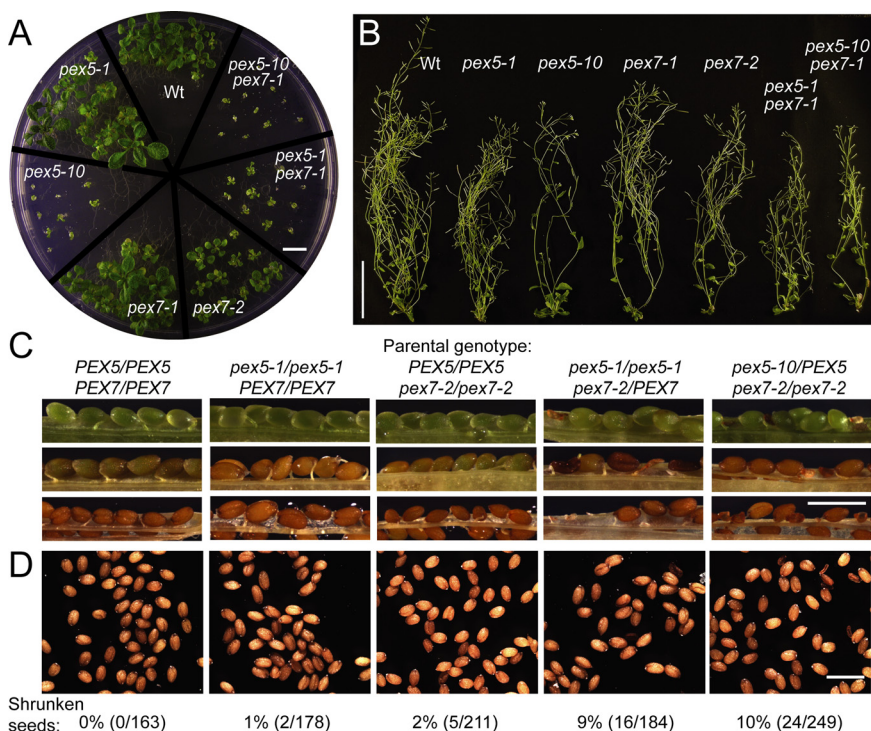 A
pex5-1
Wt
pex5-10
pex7-1
pex5-1
pex7-1
pex5-10
pex7-1
pex7-2
B
Wt
pex5-1
pex5-10
pex7-1
pex7-2
pex5-1
pex7-1
pex5-10
pex7-1
C
Parental genotype:
PEX5/PEX5
PEX7/PEX7
pex5-1/pex5-1
PEX7/PEX7
PEX5/PEX5
pex7-2/pex7-2
pex5-1/pex5-1
pex7-2/PEX7
pex5-10/PEX5
pex7-2/pex7-2
D
Shrunken
seeds: 0% (0/163) 1% (2/178) 2% (5/211) 9% (16/184) 10% (24/249)